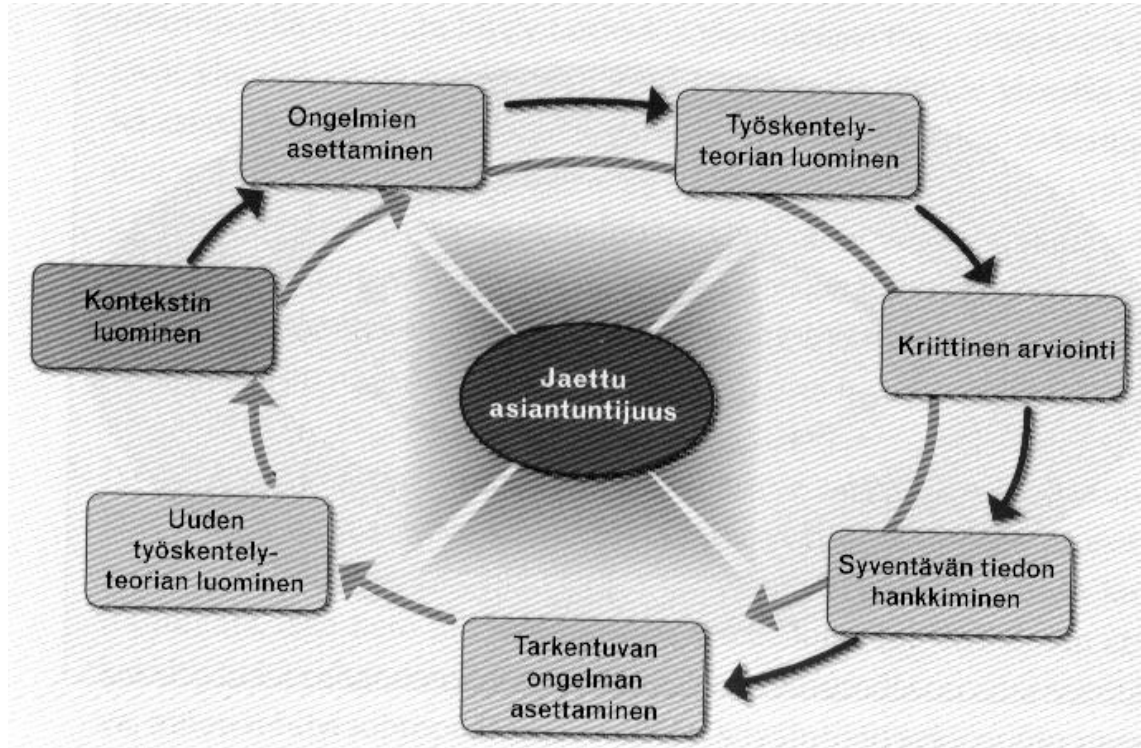 Ongelmien
asettaminen
Työskentely-
teorian luominen
Kontekstin
luominen
Kriittinen arviointi
Jaettu
asiantuntijuus
Uuden
työskentely-
teorian luominen
Syventävän tiedon
hankkiminen
Tarkentuvan
ongelman
asettaminen